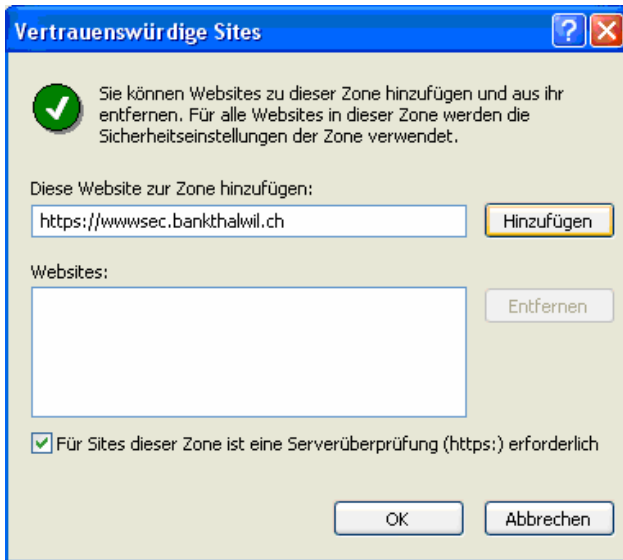 Vertrauenswürdige Sites
Sie können Websites zu dieser Zone hinzufügen und aus ihr
entfernen. Für alle Websites in dieser Zone werden die
Sicherheitseinstellungen der Zone verwendet.
Diese Website zur Zone hinzufügen:
https://wwwsec.bankthalwil.ch
Hinzufügen
Websites:
Entfernen
Für Sites dieser Zone ist eine Serverüberprüfung (https:) erforderlich
OK
Abbrechen